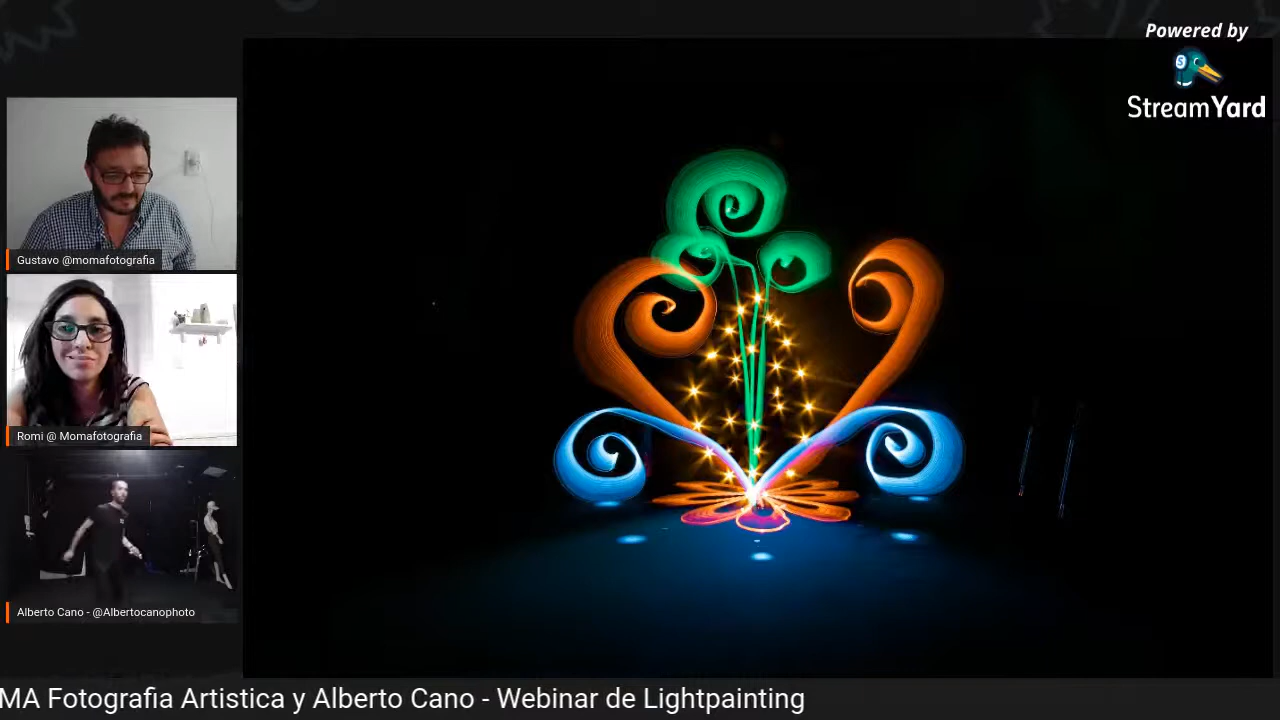 Powered by
StreamYard
Gustavo @momafotografia
Romi @ Momafotografia
Alberto Cano - @Albertocanophoto
MA Fotografia Artistica y Alberto Cano - Webinar de Lightpainting